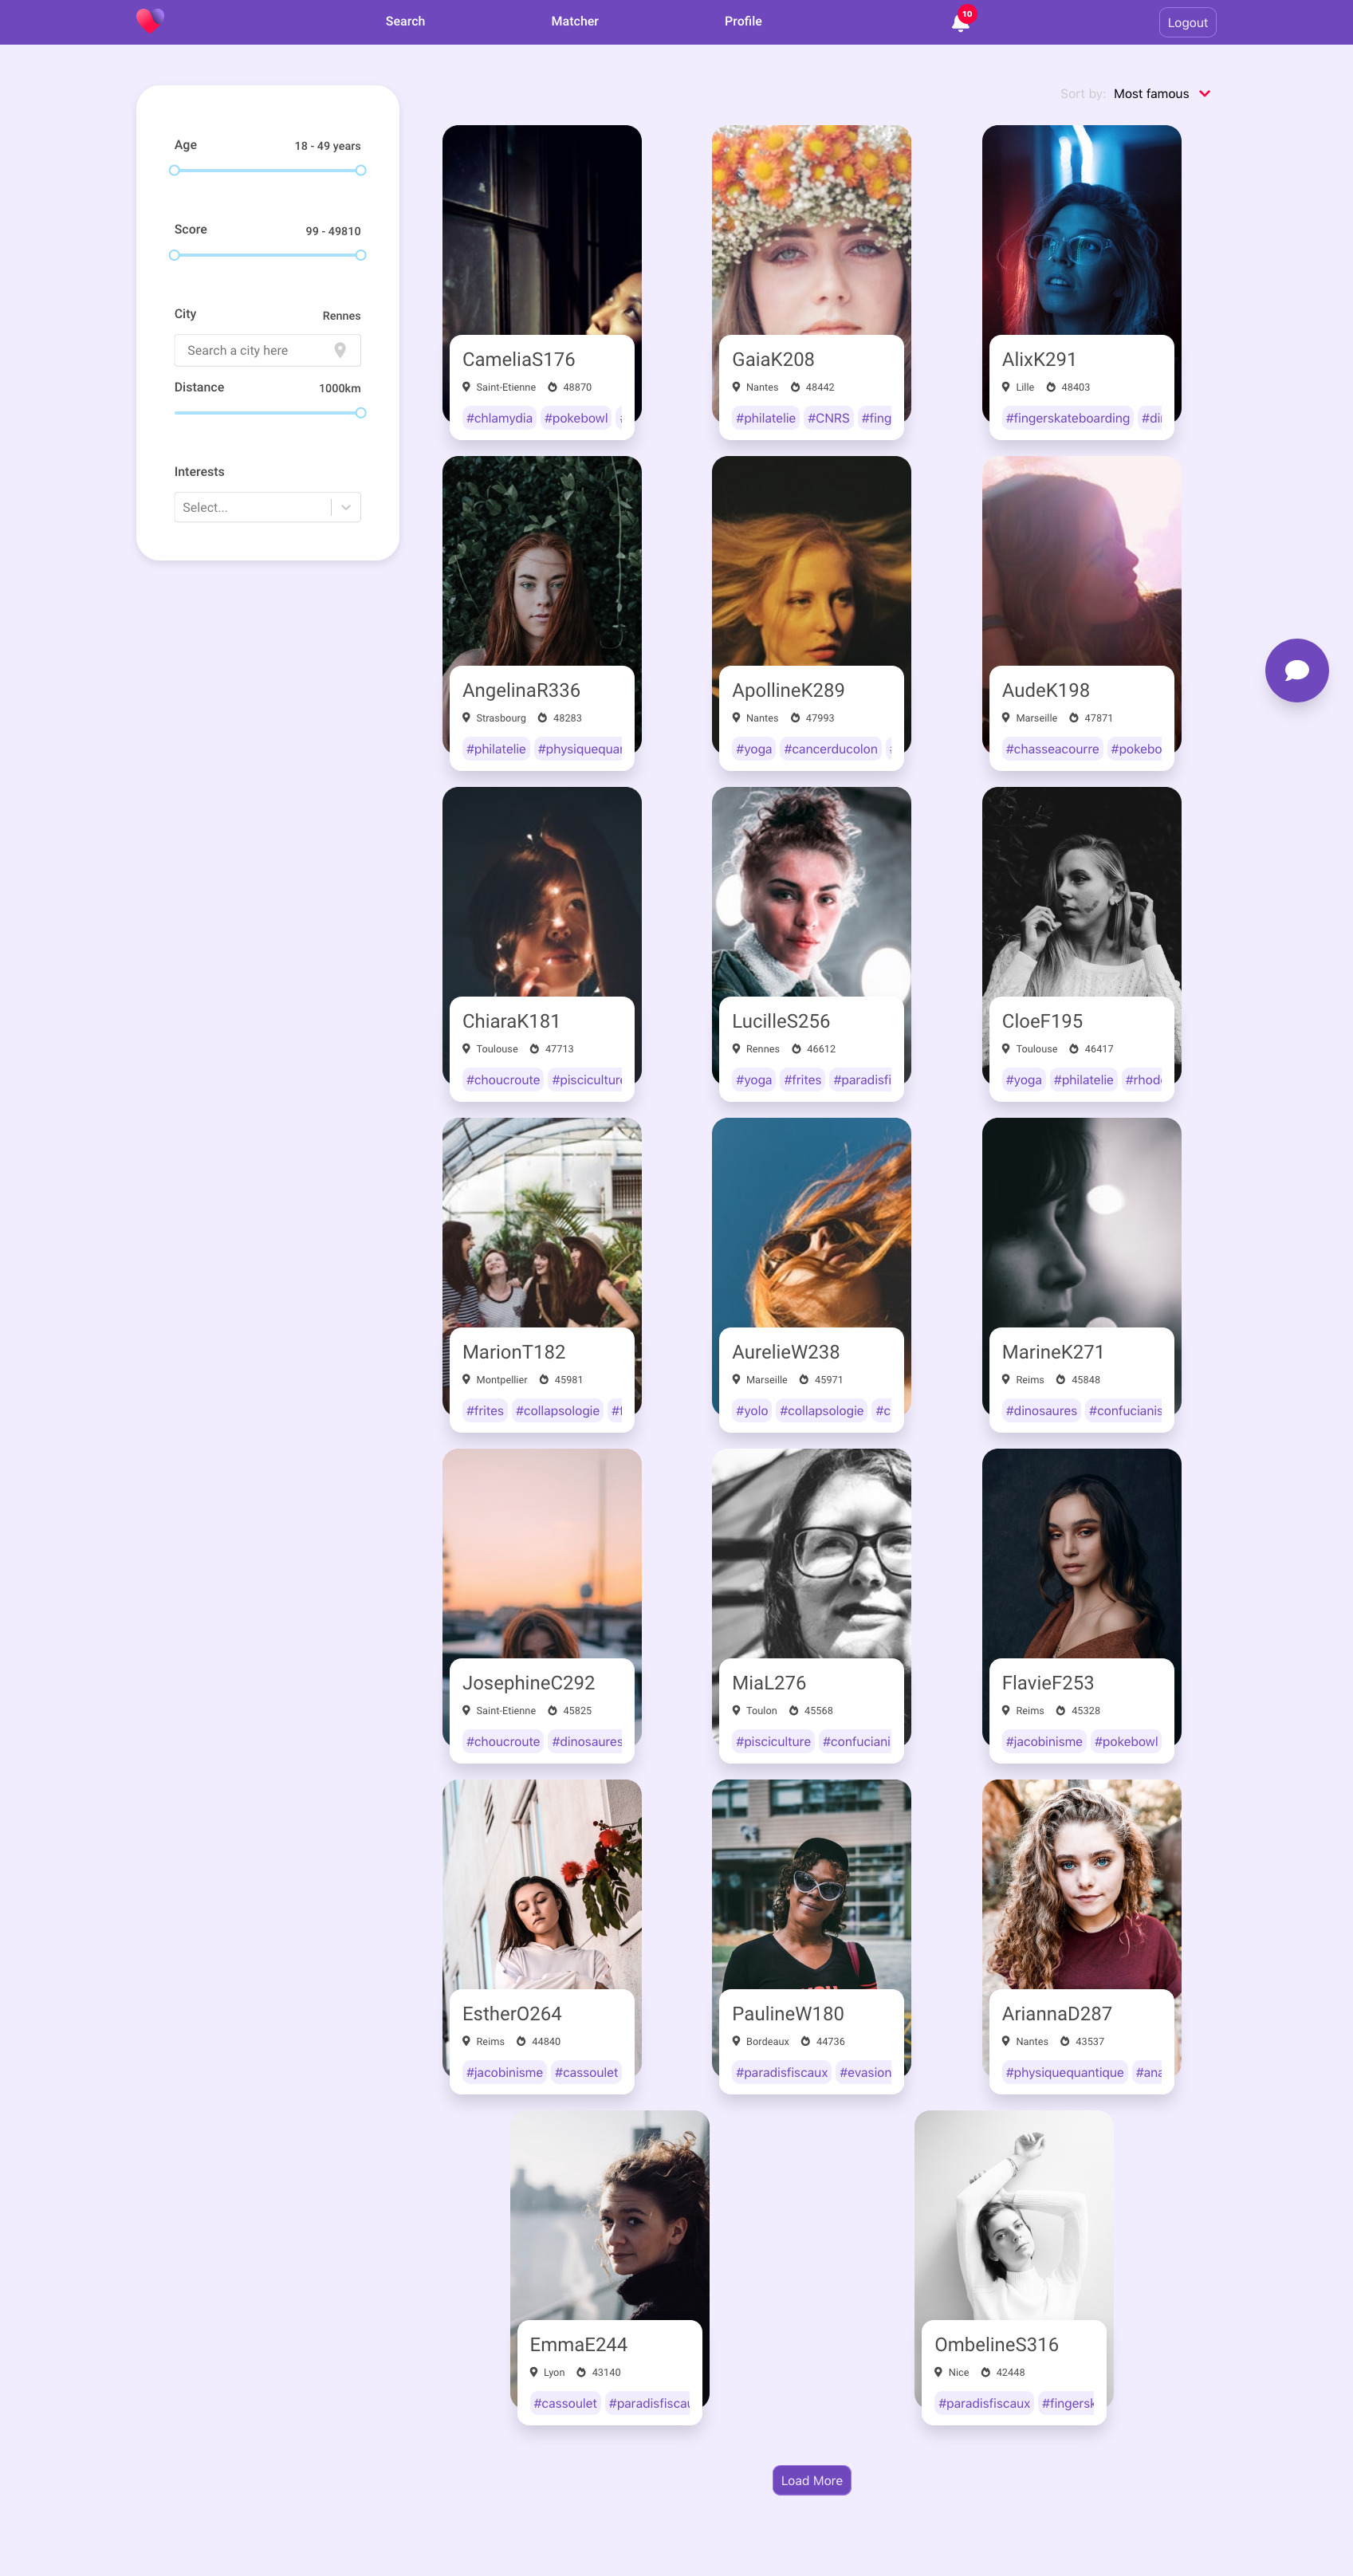 Search Matcher Profile 10 Logout
Sort by: Most famous
Age 18 - 49 years
Score 99 - 49810
City Rennes
Search a city here
Distance 1000km
Interests
Select...
CameliaS176
Saint-Etienne 48870
#chlamydia #pokebowl
GaiaK208
Nantes 48442
#philatelie #CNRS #fing
AlixK291
Lille 48403
#fingerskateboarding #di
AngelinaR336
Strasbourg 48283
#philatelie #physiquequa
ApollineK289
Nantes 47993
#yoga #cancerducolon
AudeK198
Marseille 47871
#chasseacourre #pokebo
ChiaraK181
Toulouse 47713
#choucroute #pisciculture
LucilleS256
Rennes 46612
#yoga #frites #paradisfi
CloeF195
Toulouse 46417
#yoga #philatelie #rhod
MarionT182
Montpellier 45981
#frites #collapsologie #f
AurelieW238
Marseille 45971
#yolo #collapsologie #c
MarineK271
Reims 45848
#dinosaures #confucianis
JosephineC292
Saint-Etienne 45825
#choucroute #dinosaures
MiaL276
Toulon 45568
#pisciculture #confuciani
FlavieF253
Reims 45328
#jacobinisme #pokebowl
EstherO264
Reims 44840
#jacobinisme #cassoulet
PaulineW180
Bordeaux 44736
#paradisfiscaux #evasion
AriannaD287
Nantes 43537
#physiquequantique #ana
EmmaE244
Lyon 43140
#cassoulet #paradisfiscau
OmbelineS316
Nice 42448
#paradisfiscaux #fingersk
Load More